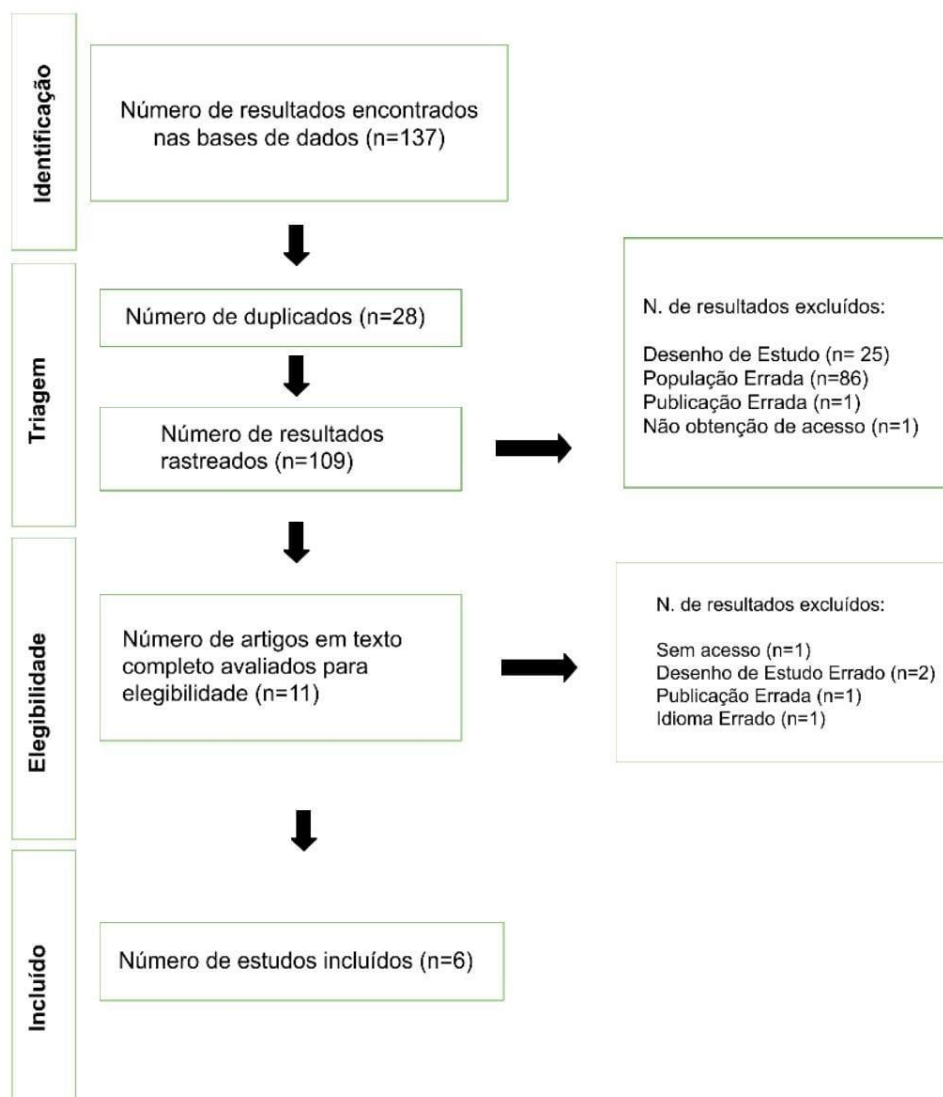 Identificação
Número de resultados encontrados
nas bases de dados (n=137)
Triagem
Número de duplicados (n=28)
Número de resultados
rastreados (n=109)
N. de resultados excluídos:
Desenho de Estudo (n= 25)
População Errada (n=86)
Publicação Errada (n=1)
Não obtenção de acesso (n=1)
Elegibilidade
Número de artigos em texto
completo avaliados para
elegibilidade (n=11)
N. de resultados excluídos:
Sem acesso (n=1)
Desenho de Estudo Errado (n=2)
Publicação Errada (n=1)
Idioma Errado (n=1)
Incluído
Número de estudos incluídos (n=6)